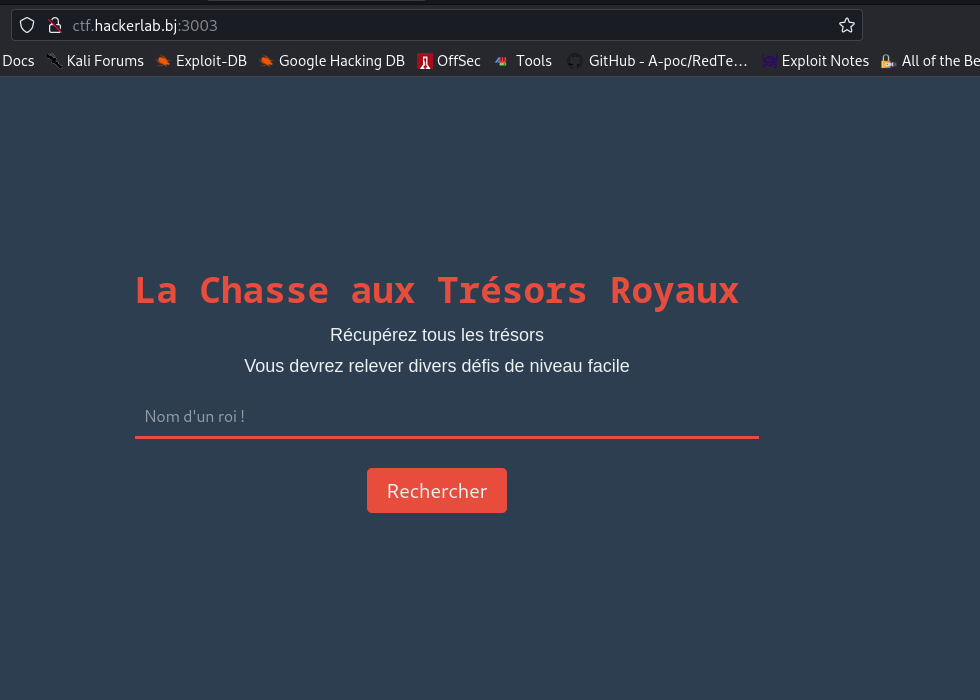 ctf.hackerlab.bj:3003
Docs Kali Forums Exploit-DB Google Hacking DB OffSec Tools GitHub - A-poc/RedTe… Exploit Notes All of the Be
La Chasse aux Trésors Royaux
Récupérez tous les trésors
Vous devrez relever divers défis de niveau facile
Nom d'un roi !
Rechercher